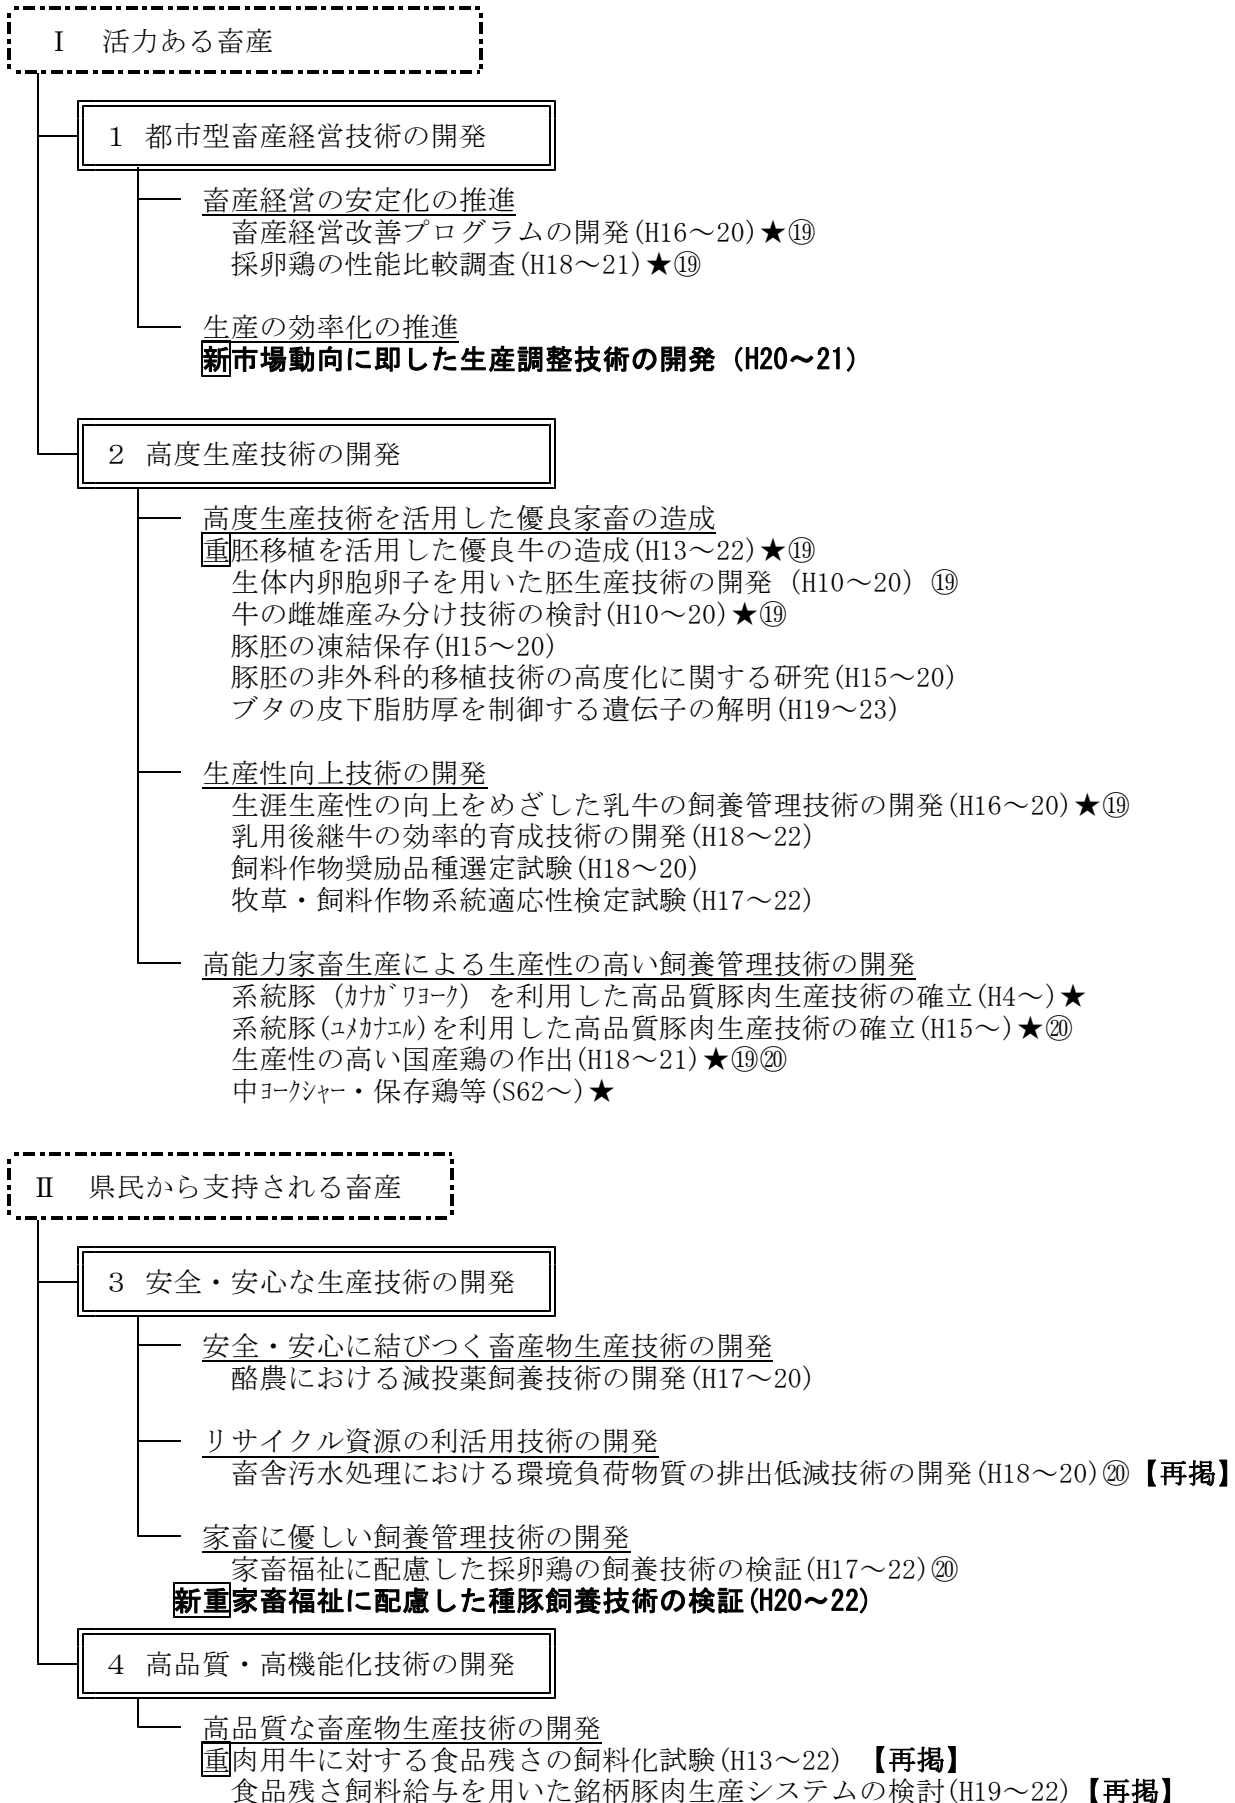 Ⅰ　活力ある畜産
１ 都市型畜産経営技術の開発
畜産経営の安定化の推進
畜産経営改善プログラムの開発(H16～20)★⑲
採卵鶏の性能比較調査(H18～21)★⑲
生産の効率化の推進
新市場動向に即した生産調整技術の開発（H20～21）
２ 高度生産技術の開発
高度生産技術を活用した優良家畜の造成
重胚移植を活用した優良牛の造成(H13～22)★⑲
生体内卵胞卵子を用いた胚生産技術の開発（H10～20）⑲
牛の雌雄産み分け技術の検討(H10～20)★⑲
豚胚の凍結保存(H15～20)
豚胚の非外科的移植技術の高度化に関する研究(H15～20)
ブタの皮下脂肪厚を制御する遺伝子の解明(H19～23)
生産性向上技術の開発
生涯生産性の向上をめざした乳牛の飼養管理技術の開発(H16～20)★⑲
乳用後継牛の効率的育成技術の開発(H18～22)
飼料作物奨励品種選定試験(H18～20)
牧草・飼料作物系統適応性検定試験(H17～22)
高能力家畜生産による生産性の高い飼養管理技術の開発
系統豚（ｶﾅｶﾞﾜﾖｰｸ）を利用した高品質豚肉生産技術の確立(H4～)★
系統豚(ﾕﾒｶﾅｴﾙ)を利用した高品質豚肉生産技術の確立(H15～)★⑳
生産性の高い国産鶏の作出(H18～21)★⑲⑳
中ﾖｰｸｼｬｰ・保存鶏等(S62～)★
Ⅱ　県民から支持される畜産
３ 安全・安心な生産技術の開発
安全・安心に結びつく畜産物生産技術の開発
酪農における減投薬飼養技術の開発(H17～20)
リサイクル資源の利活用技術の開発
畜舎汚水処理における環境負荷物質の排出低減技術の開発(H18～20)⑳【再掲】
家畜に優しい飼養管理技術の開発
家畜福祉に配慮した採卵鶏の飼養技術の検証(H17～22)⑳
新重家畜福祉に配慮した種豚飼養技術の検証(H20～22)
４ 高品質・高機能化技術の開発
高品質な畜産物生産技術の開発
重肉用牛に対する食品残さの飼料化試験(H13～22)　【再掲】
食品残さ飼料給与を用いた銘柄豚肉生産システムの検討(H19～22)【再掲】